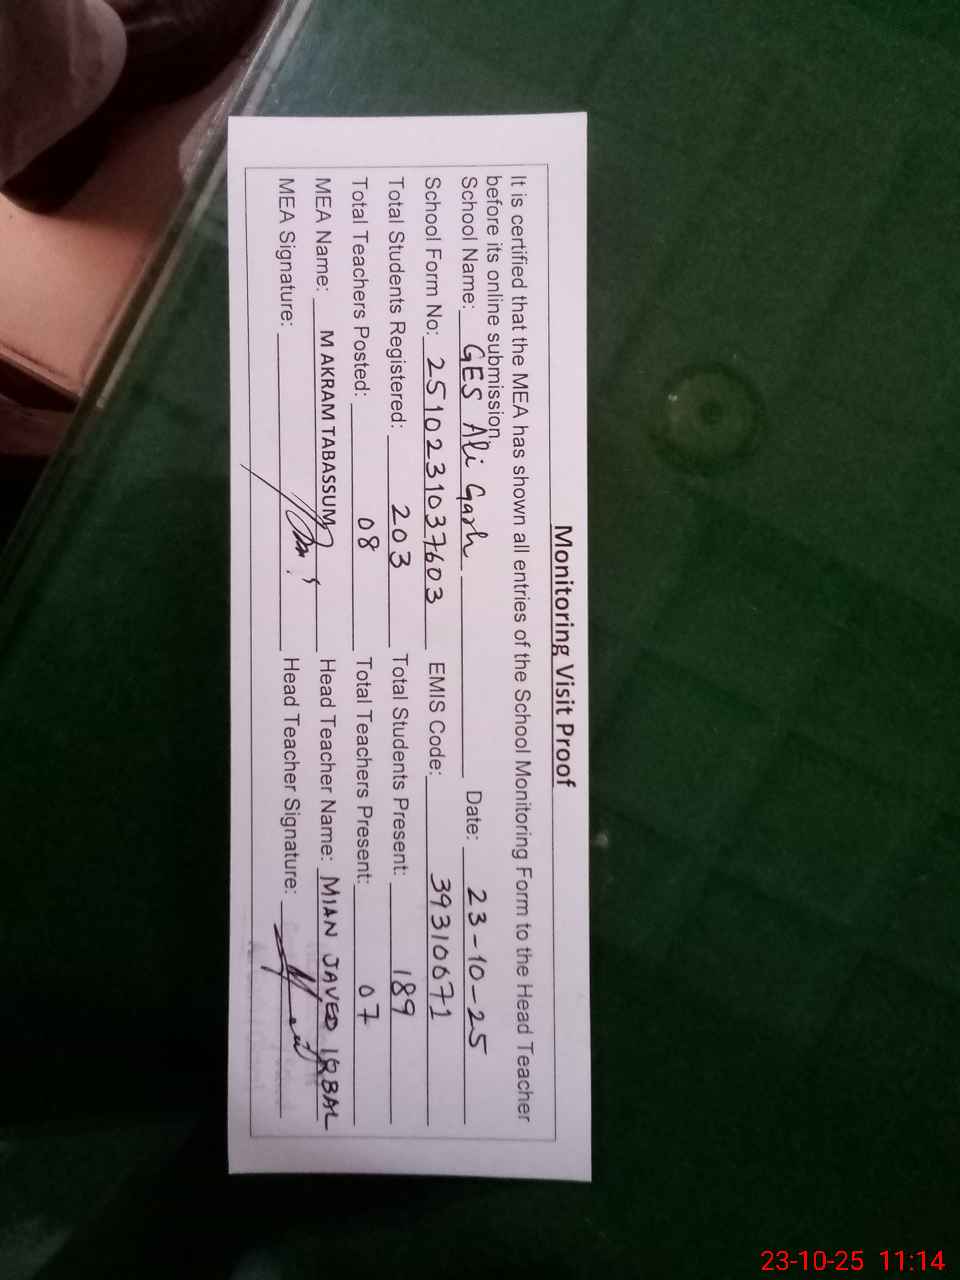 Monitoring Visit Proof
It is certified that the MEA has shown all entries of the School Monitoring Form to the Head Teacher
before its online submission.
School Name: GES Ali Garh Date: 23-10-25
School Form No: 2510231037603 EMIS Code: 39310671
Total Students Registered: 203 Total Students Present: 189
Total Teachers Posted: 08 Total Teachers Present: 07
MEA Name: M AKRAM TABASSUM Head Teacher Name: MIAN JAVED IQBAL
MEA Signature: Head Teacher Signature:
23-10-25 11:14